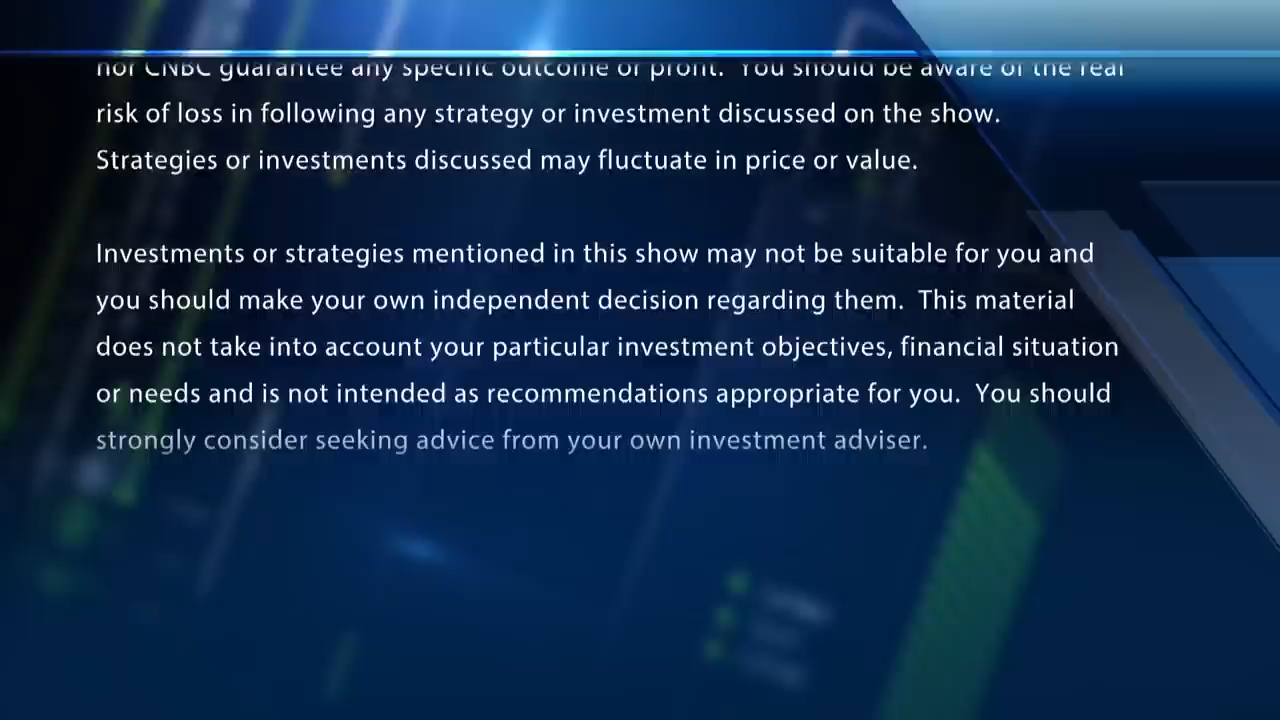 nor CNBC guarantee any specific outcome or profit.  You should be aware of the real
risk of loss in following any strategy or investment discussed on the show.
Strategies or investments discussed may fluctuate in price or value.
Investments or strategies mentioned in this show may not be suitable for you and
you should make your own independent decision regarding them.  This material
does not take into account your particular investment objectives, financial situation
or needs and is not intended as recommendations appropriate for you.  You should
strongly consider seeking advice from your own investment adviser.